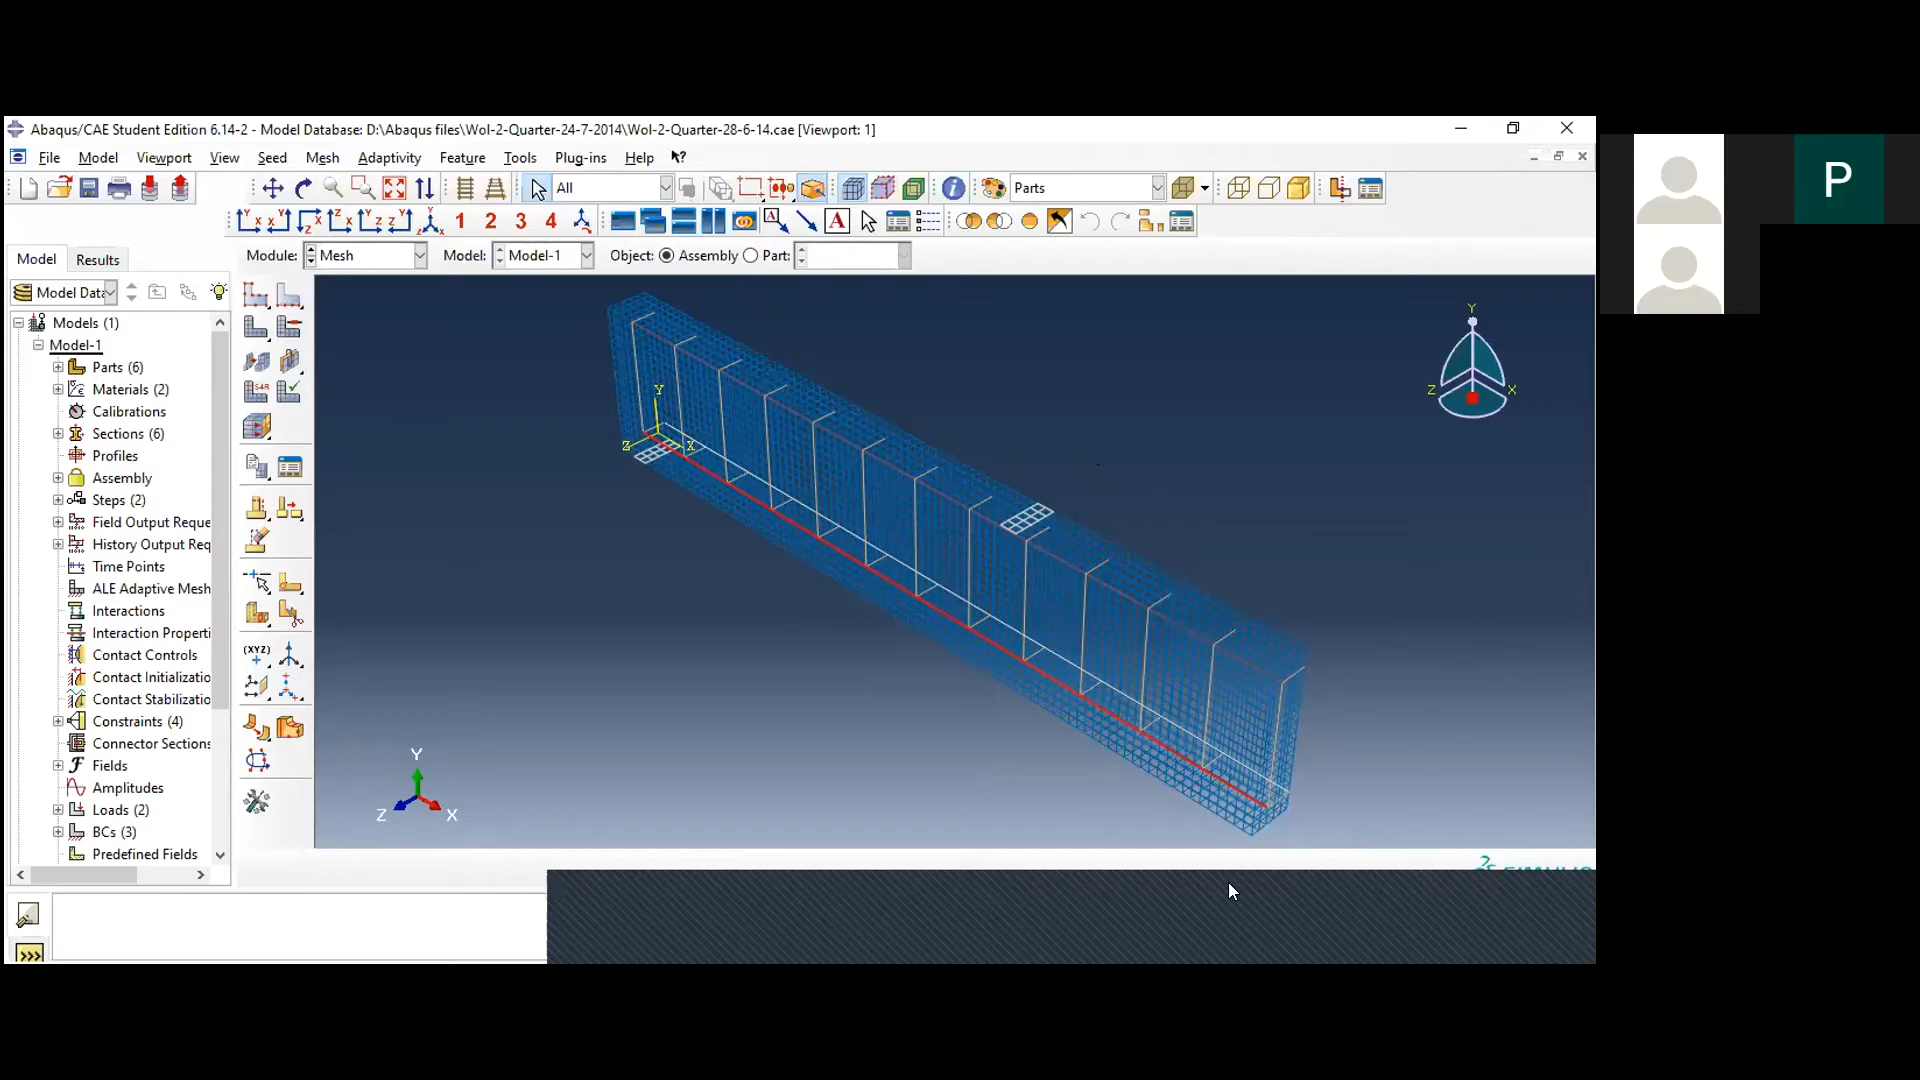 Abaqus/CAE Student Edition 6.14-2 - Model Database: D:\Abaqus files\Wol-2-Quarter-24-7-2014\Wol-2-Quarter-28-6-14.cae [Viewport: 1]
File Model Viewport View Seed Mesh Adaptivity Feature Tools Plug-ins Help
All
Parts
1 2 3 4 A
Module: Mesh Model: Model-1 Object: Assembly Part:
Model Results
Model Data
Models (1)
Model-1
Parts (6)
Materials (2)
Calibrations
Sections (6)
Profiles
Assembly
Steps (2)
Field Output Reque
History Output Req
Time Points
ALE Adaptive Mesh
Interactions
Interaction Properti
Contact Controls
Contact Initializatio
Contact Stabilizatio
Constraints (4)
Connector Sections
Fields
Amplitudes
Loads (2)
BCs (3)
Predefined Fields
(XYZ)
Y
Z X
Y
Z X
Y
Z X
P
>>>